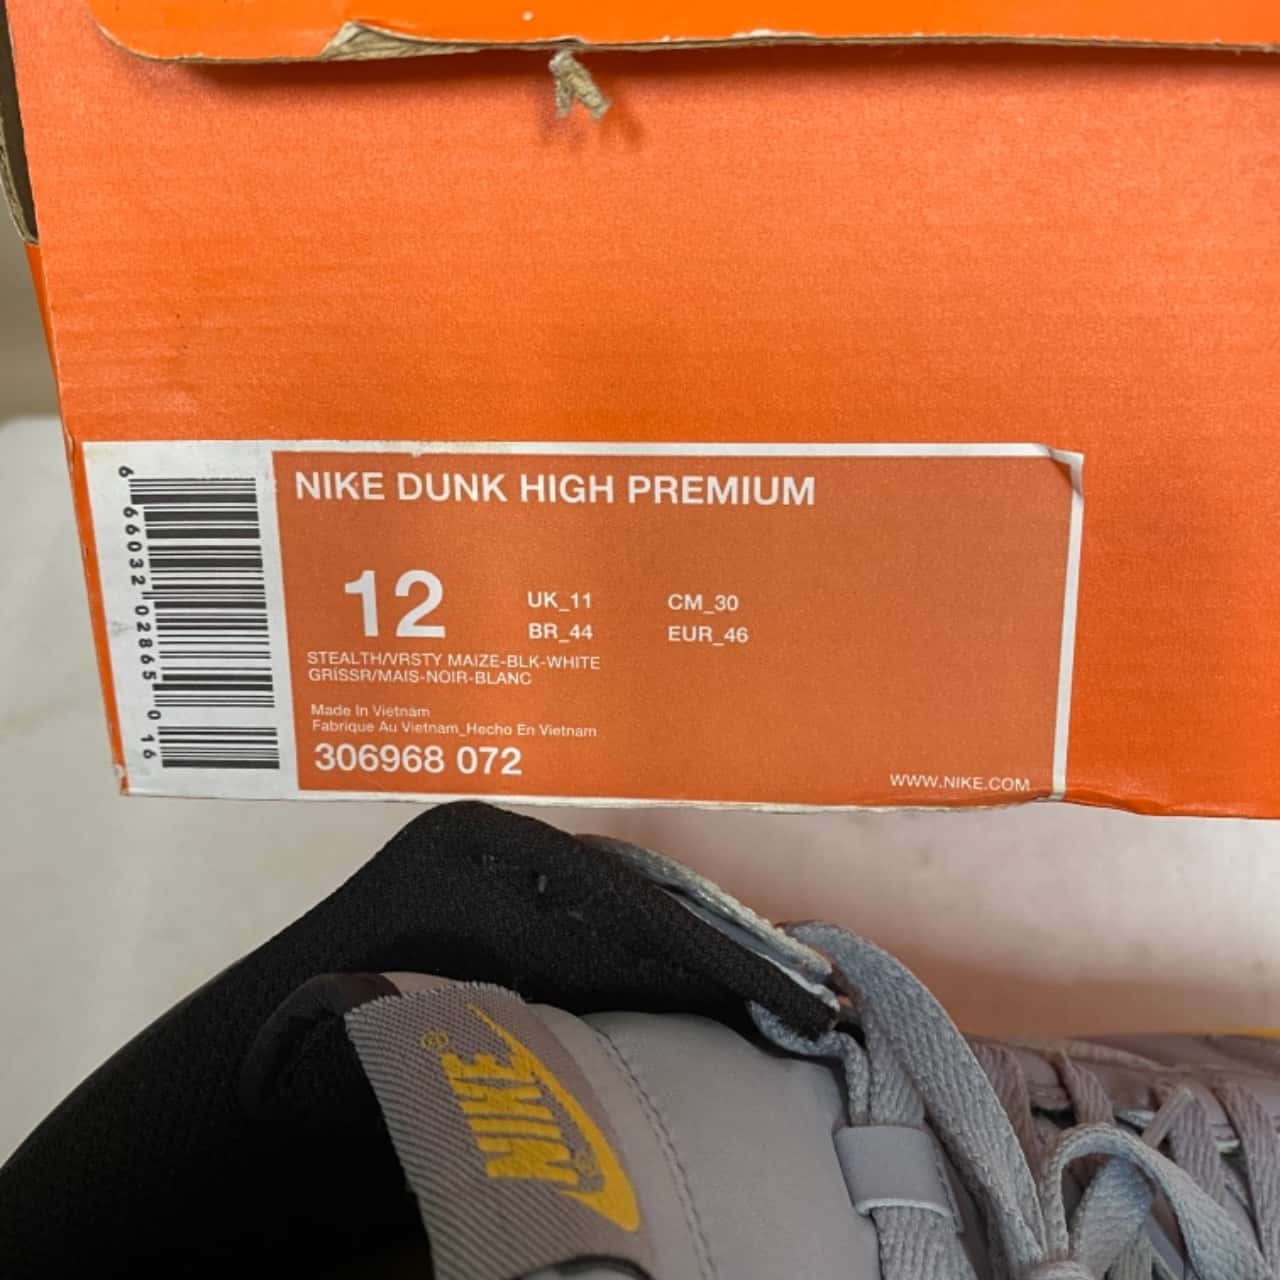 NIKE DUNK HIGH PREMIUM
12
UK_11 CM_30
BR_44 EUR_46
STEALTH/VRSTY MAIZE-BLK-WHITE
GRISSR/MAIS-NOIR-BLANC
Made In Vietnam
Fabrique Au Vietnam_Hecho En Vietnam
306968 072
WWW.NIKE.COM
6 66032 02865 0 16
NIKE ®